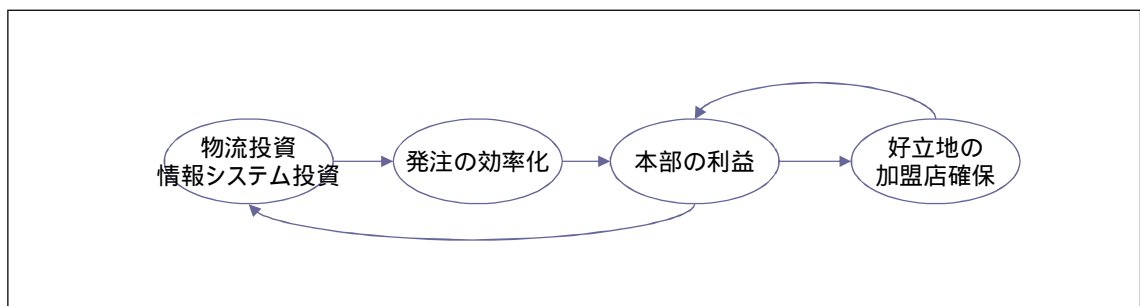 物流投資
情報システム投資
発注の効率化
本部の利益
好立地の
加盟店確保